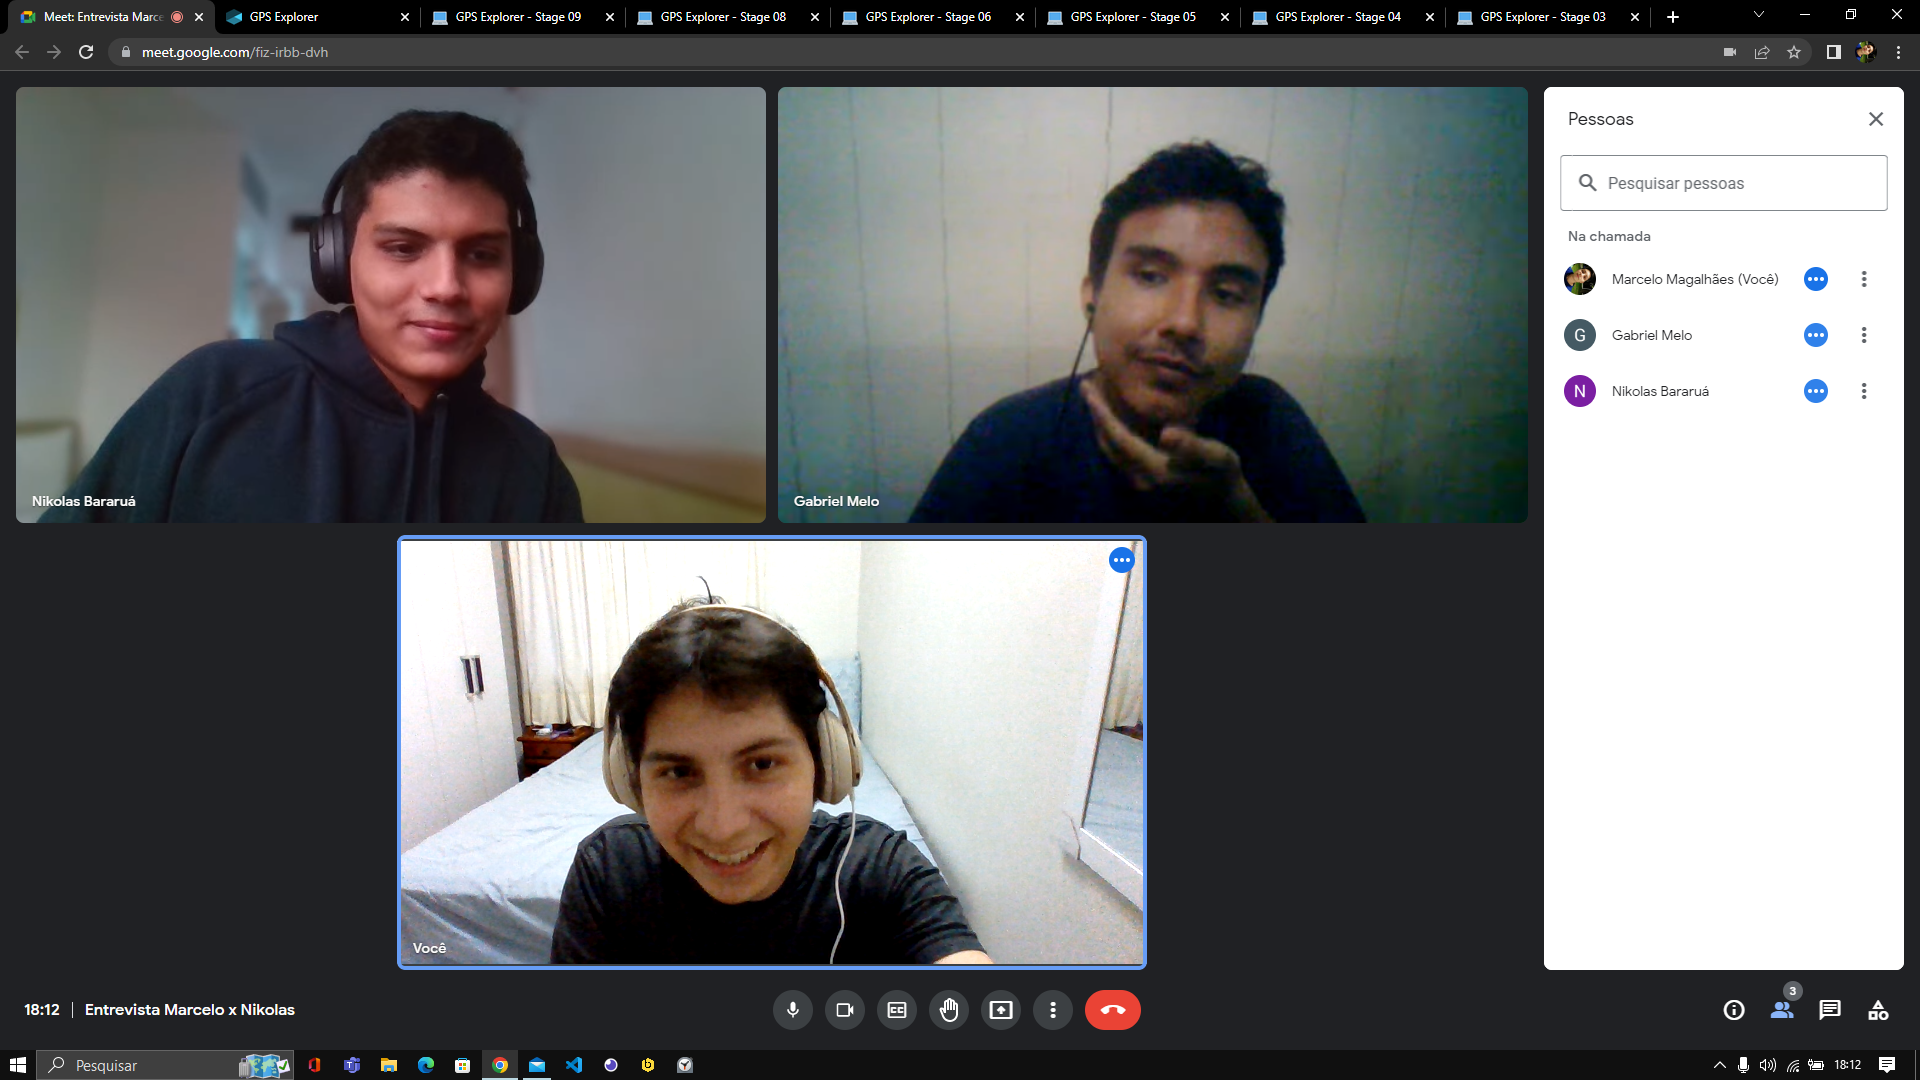 Meet: Entrevista Marce
GPS Explorer
GPS Explorer - Stage 09
GPS Explorer - Stage 08
GPS Explorer - Stage 06
GPS Explorer - Stage 05
GPS Explorer - Stage 04
GPS Explorer - Stage 03
meet.google.com/fiz-irbb-dvh
Nikolas Bararuá
Gabriel Melo
Você
Pessoas
Pesquisar pessoas
Na chamada
Marcelo Magalhães (Você)
G
Gabriel Melo
N
Nikolas Bararuá
18:12 | Entrevista Marcelo x Nikolas
3
Pesquisar
18:12